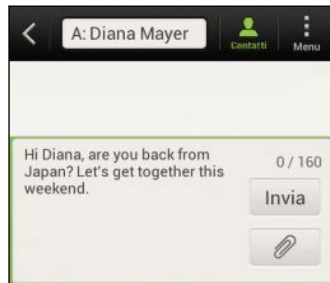 A: Diana Mayer
Contatti
Menu
Hi Diana, are you back from
Japan? Let's get together this
weekend.
0 / 160
Invia